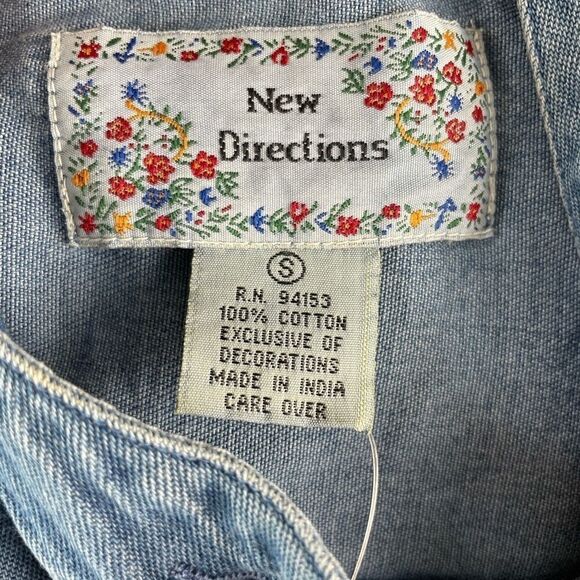 New
Directions
S
R.N. 94153
100% COTTON
EXCLUSIVE OF
DECORATIONS
MADE IN INDIA
CARE OVER